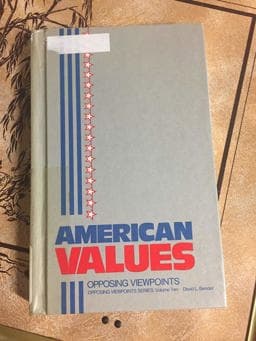 AMERICAN
VALUES
OPPOSING VIEWPOINTS
OPPOSING VIEWPOINTS SERIES Volume Two David L. Bender